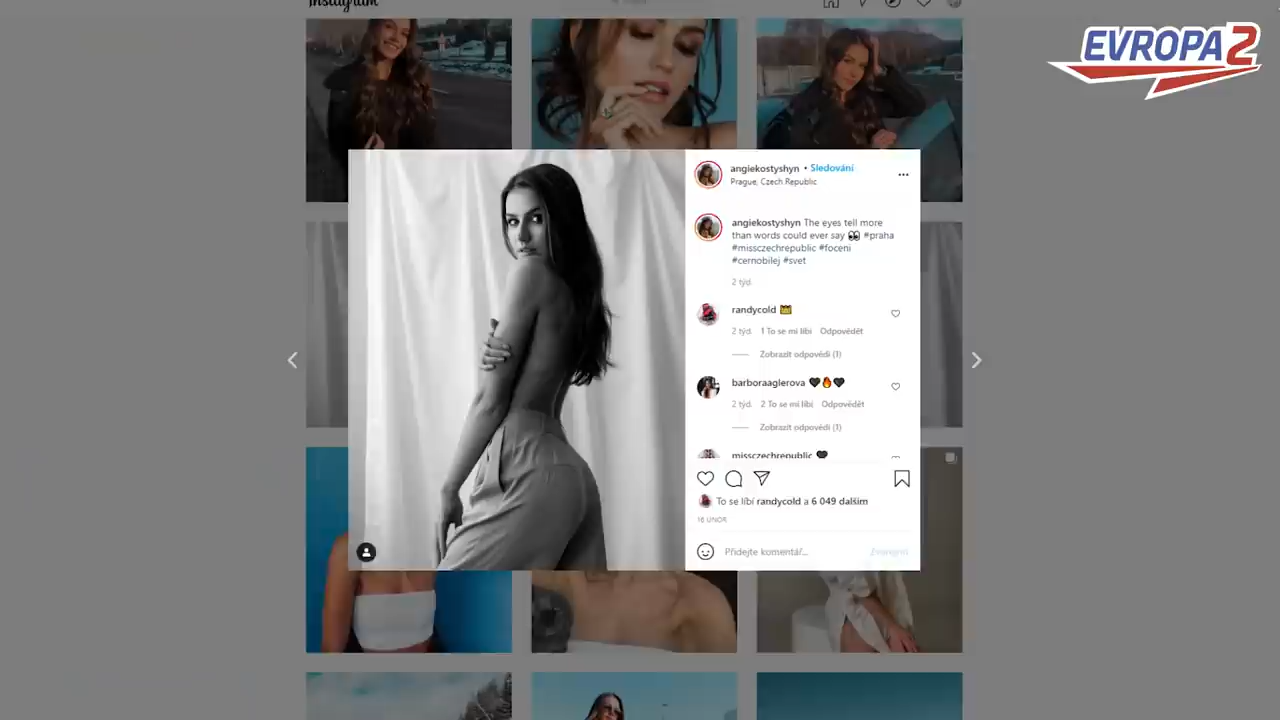 Instagram
EVROPA 2
angiekostyshyn • Sledování
Prague, Czech Republic
angiekostyshyn The eyes tell more
than words could ever say 👀 #praha
#missczechrepublic #foceni
#cernobilej #svet
2 týd.
randycold
2 týd. 1 To se mi líbí Odpovědět
Zobrazit odpovědi (1)
barboraaglerova 🖤🔥🖤
2 týd. 2 To se mi líbí Odpovědět
Zobrazit odpovědi (1)
missczechrepublic 🖤
To se líbí randycold a 6 049 dalším
16 ÚNOR
Přidejte komentář...
Zveřejnit